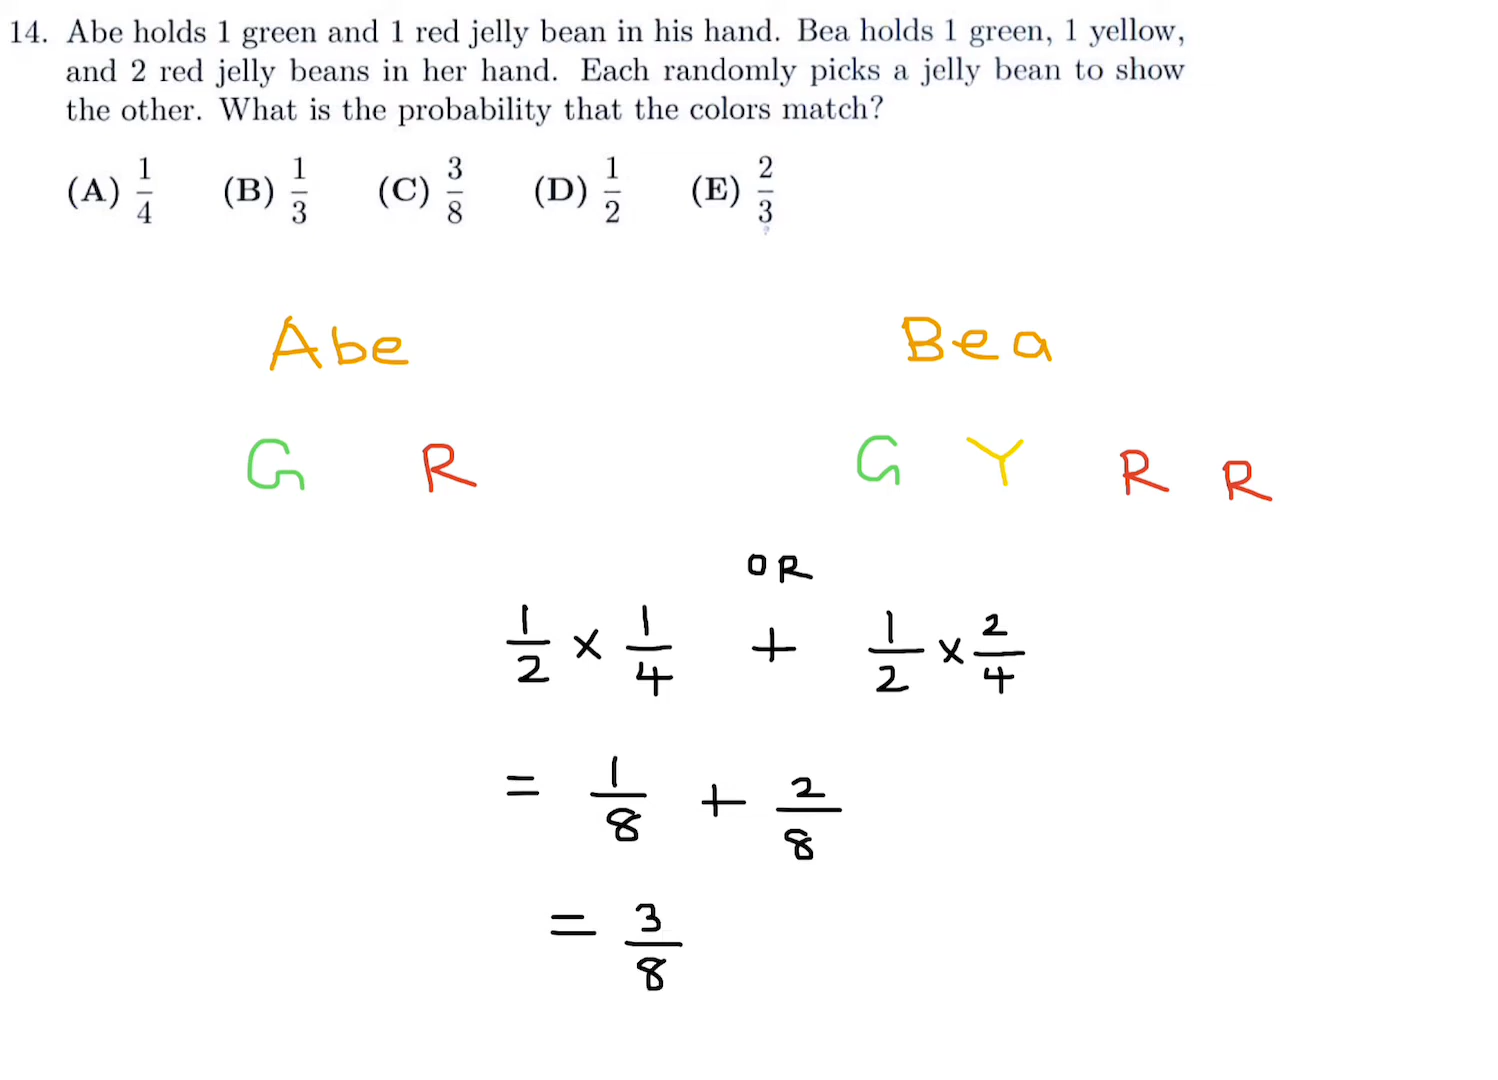 14. Abe holds 1 green and 1 red jelly bean in his hand. Bea holds 1 green, 1 yellow,
and 2 red jelly beans in her hand. Each randomly picks a jelly bean to show
the other. What is the probability that the colors match?
(A) 1/4 (B) 1/3 (C) 3/8 (D) 1/2 (E) 2/3
Abe Bea
G R G Y R R
OR
1/2 × 1/4 + 1/2 × 2/4
= 1/8 + 2/8
= 3/8